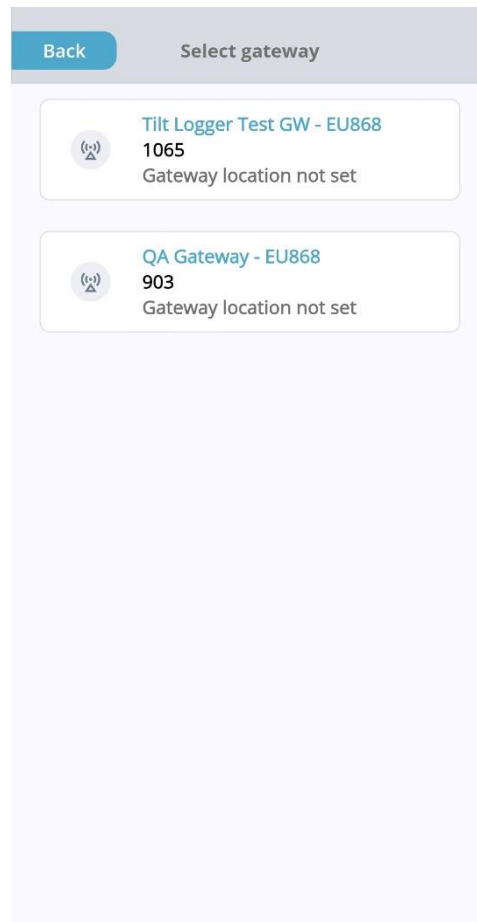 Back
Select gateway
Tilt Logger Test GW - EU868
1065
Gateway location not set
QA Gateway - EU868
903
Gateway location not set